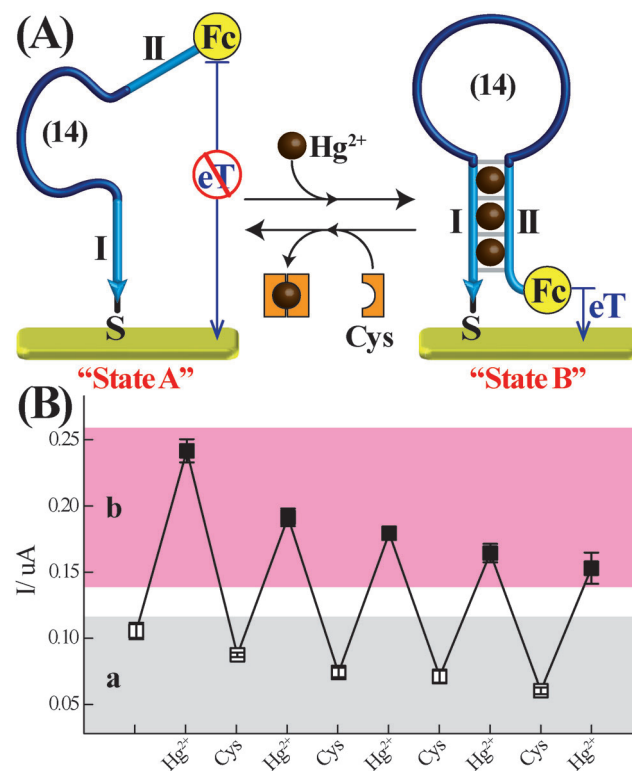 (A)
II
Fc
(14)
eT
I
S
"State A"
Hg²⁺
Cys
(14)
I
II
Fc
eT
S
"State B"
(B)
I/ uA
0.25
0.20
0.15
0.10
0.05
b
a
Hg²⁺
Cys
Hg²⁺
Cys
Hg²⁺
Cys
Hg²⁺
Cys
Hg²⁺